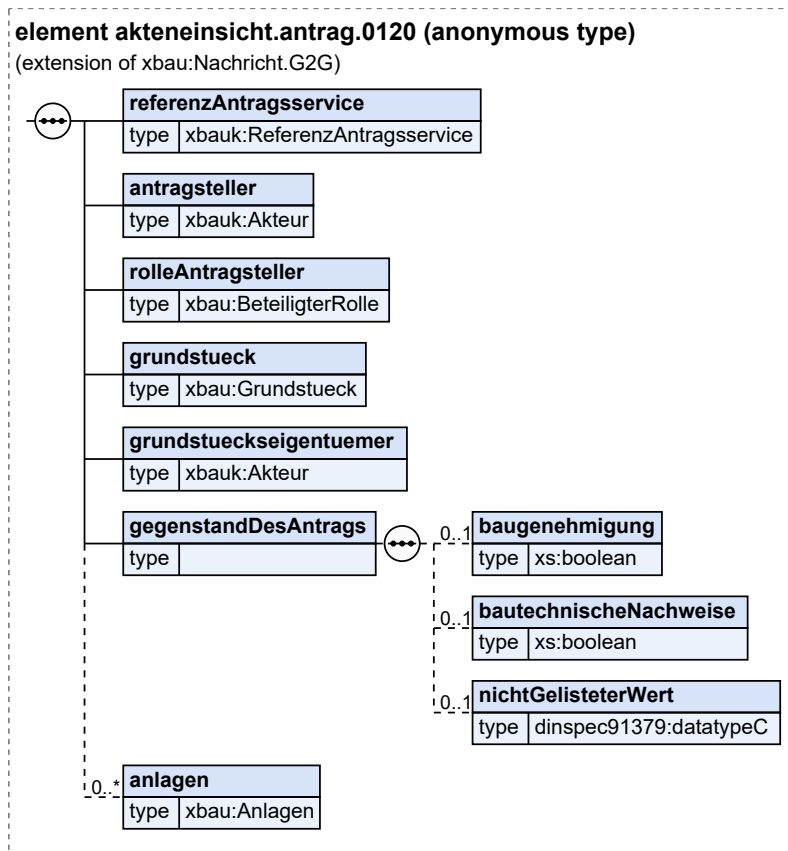 element akteneinsicht.antrag.0120 (anonymous type)
(extension of xbau:Nachricht.G2G)
referenzAntragsservice
type xbauk:ReferenzAntragsservice
antragsteller
type xbauk:Akteur
rolleAntragsteller
type xbau:BeteiligterRolle
grundstueck
type xbau:Grundstueck
grundstueckseigentuemer
type xbauk:Akteur
gegenstandDesAntrags
type
0..1 baugenehmigung
type xs:boolean
0..1 bautechnischeNachweise
type xs:boolean
0..1 nichtGelisteterWert
type dinspec91379:datatypeC
0..* anlagen
type xbau:Anlagen